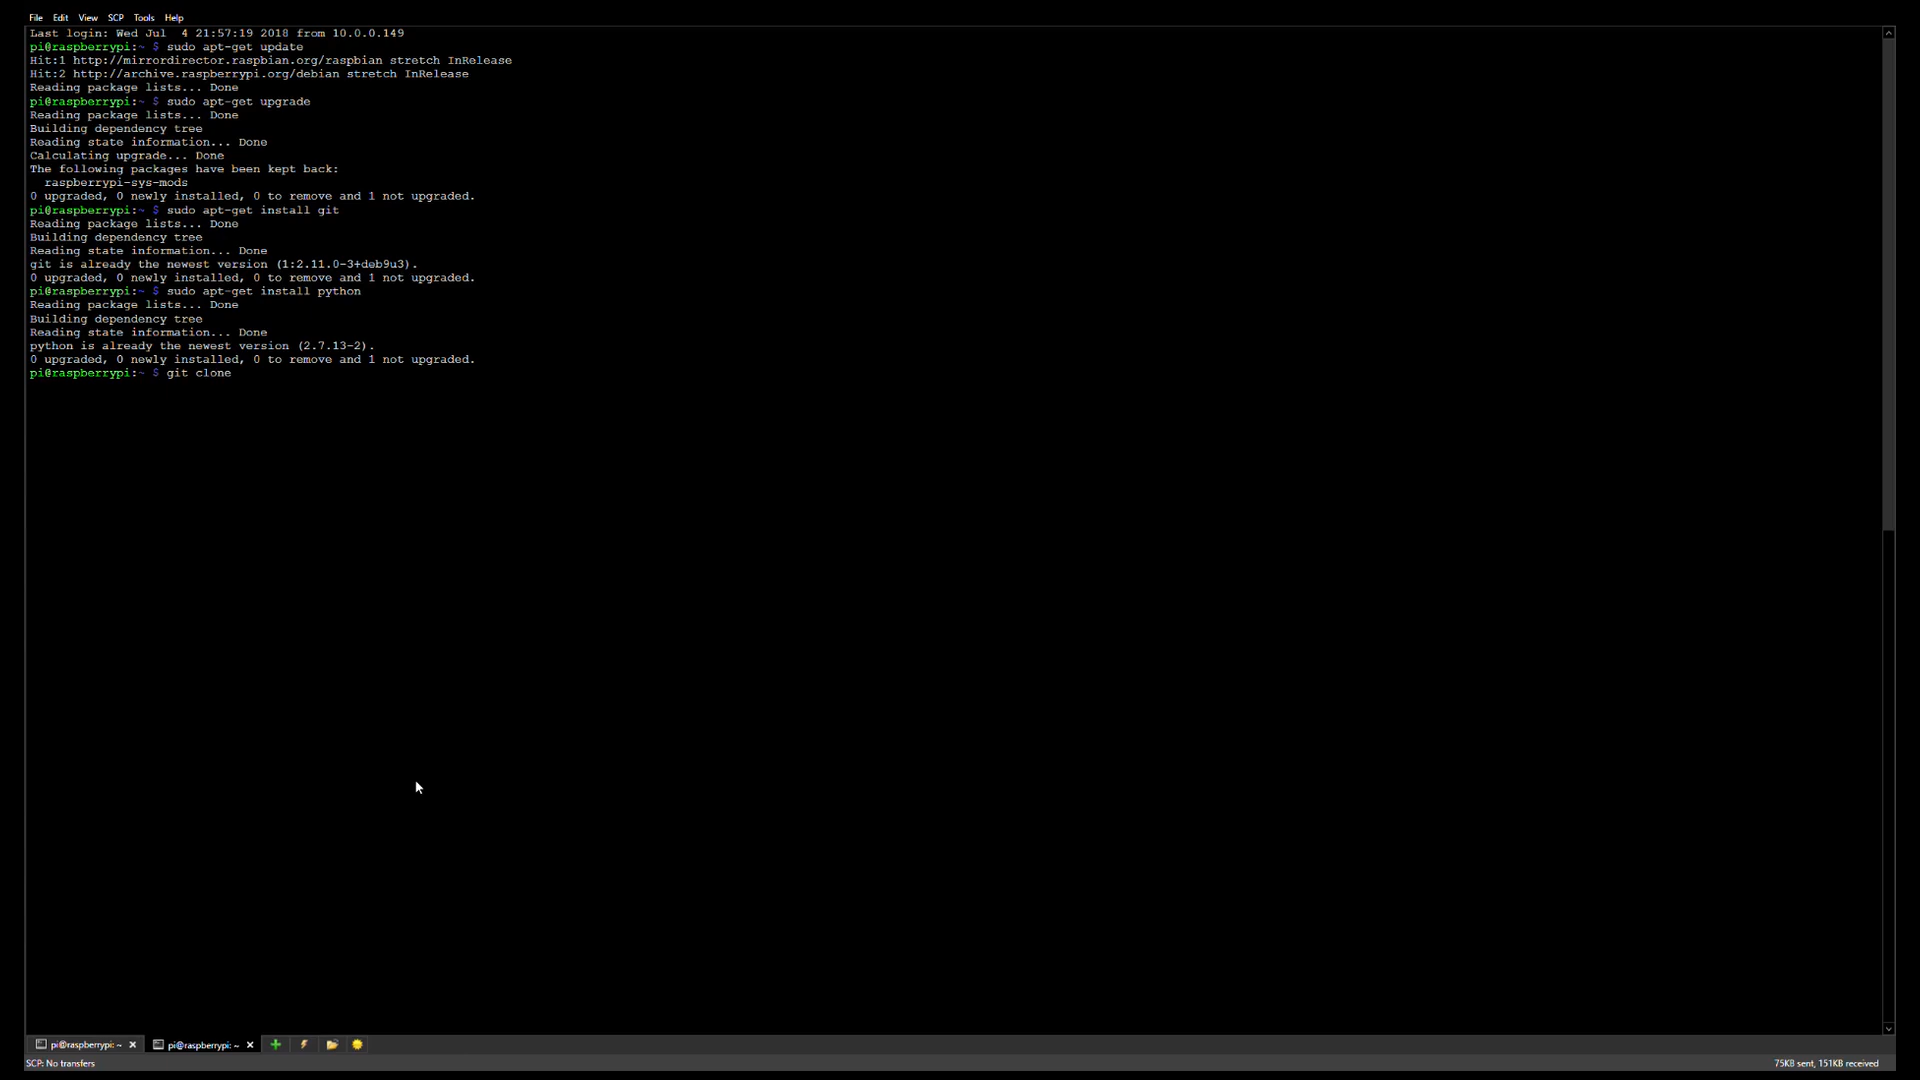 File Edit View SCP Tools Help
Last login: Wed Jul  4 21:57:19 2018 from 10.0.0.149
pi@raspberrypi:~ $ sudo apt-get update
Hit:1 http://mirrordirector.raspbian.org/raspbian stretch InRelease
Hit:2 http://archive.raspberrypi.org/debian stretch InRelease
Reading package lists... Done
pi@raspberrypi:~ $ sudo apt-get upgrade
Reading package lists... Done
Building dependency tree
Reading state information... Done
Calculating upgrade... Done
The following packages have been kept back:
  raspberrypi-sys-mods
0 upgraded, 0 newly installed, 0 to remove and 1 not upgraded.
pi@raspberrypi:~ $ sudo apt-get install git
Reading package lists... Done
Building dependency tree
Reading state information... Done
git is already the newest version (1:2.11.0-3+deb9u3).
0 upgraded, 0 newly installed, 0 to remove and 1 not upgraded.
pi@raspberrypi:~ $ sudo apt-get install python
Reading package lists... Done
Building dependency tree
Reading state information... Done
python is already the newest version (2.7.13-2).
0 upgraded, 0 newly installed, 0 to remove and 1 not upgraded.
pi@raspberrypi:~ $ git clone
pi@raspberrypi: ~ pi@raspberrypi: ~
SCP: No transfers 75KB sent, 151KB received